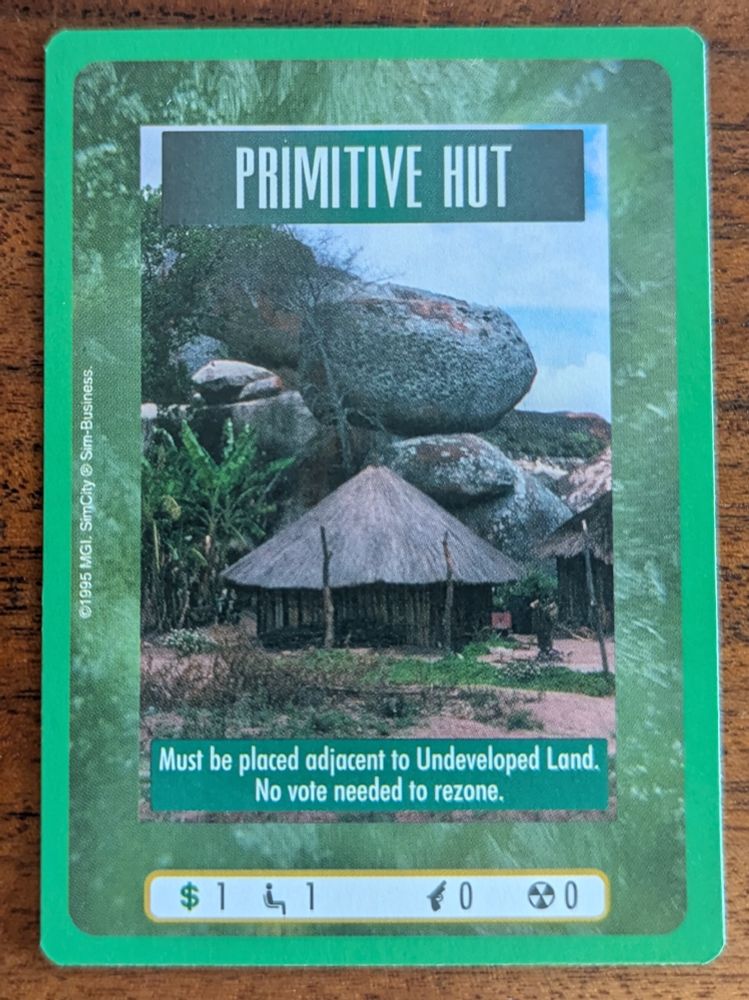 PRIMITIVE HUT
©1995 MGI. SimCity ® Sim-Business.
Must be placed adjacent to Undeveloped Land.
No vote needed to rezone.
$ 1 1 0 0